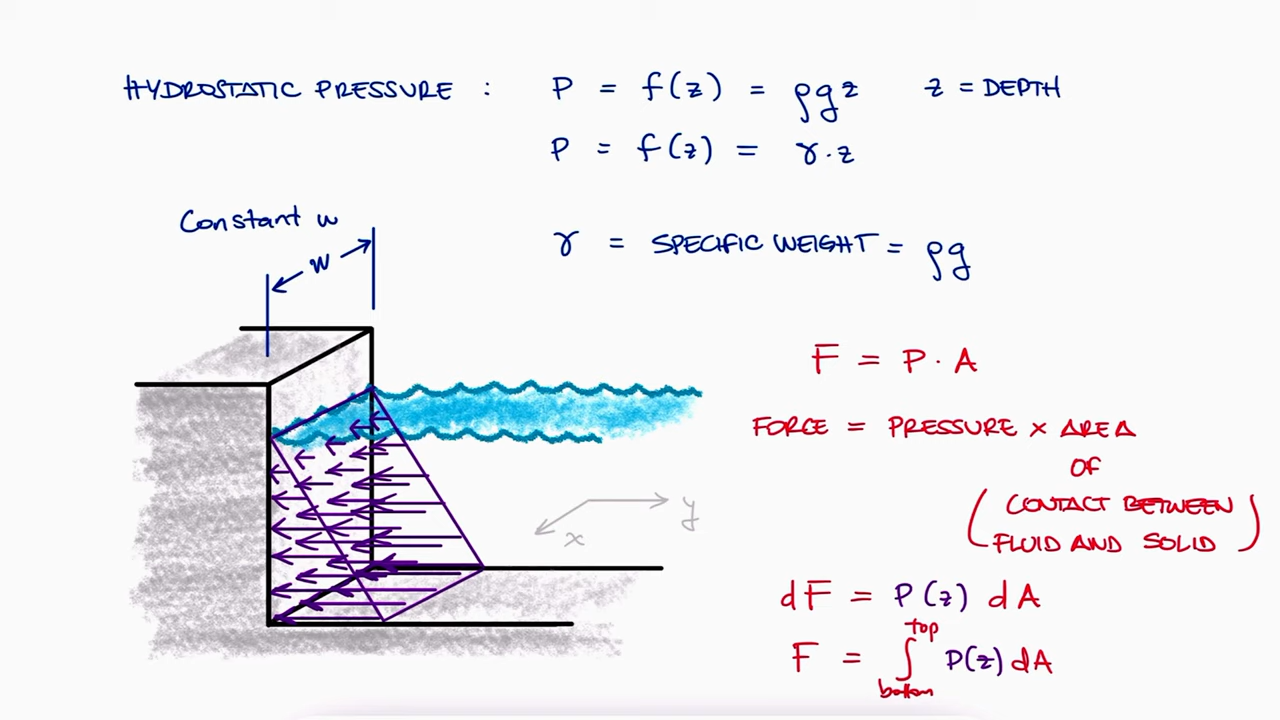 HYDROSTATIC PRESSURE : P = f(z) = ρgz z = DEPTH
P = f(z) = γ·z
Constant w
w
γ = SPECIFIC WEIGHT = ρg
F = P · A
FORCE = PRESSURE × AREA
OF
(CONTACT BETWEEN
FLUID AND SOLID)
y
x
dF = P(z) dA
top
F = ∫ P(z) dA
bottom